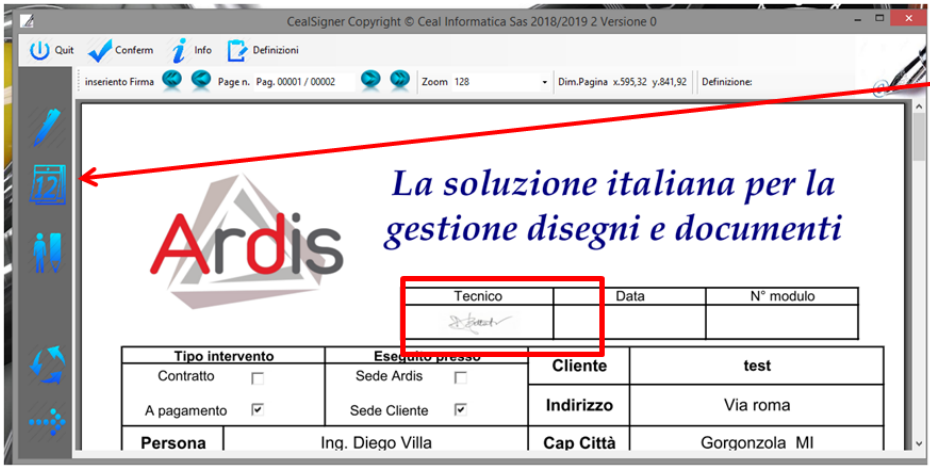 CealSigner Copyright © Ceal Informatica Sas 2018/2019 2 Versione 0
Quit Conferm Info Definizioni
inseriento Firma Page n. Pag. 00001 / 00002 Zoom 128 Dim.Pagina x.595,32 y.841,92 Definizione:
12
La soluzione italiana per la
gestione disegni e documenti
Ardis
Tecnico Data N° modulo
Tipo intervento Eseguito presso Cliente test
Contratto Sede Ardis
A pagamento Sede Cliente Indirizzo Via roma
Persona Ing. Diego Villa Cap Città Gorgonzola MI